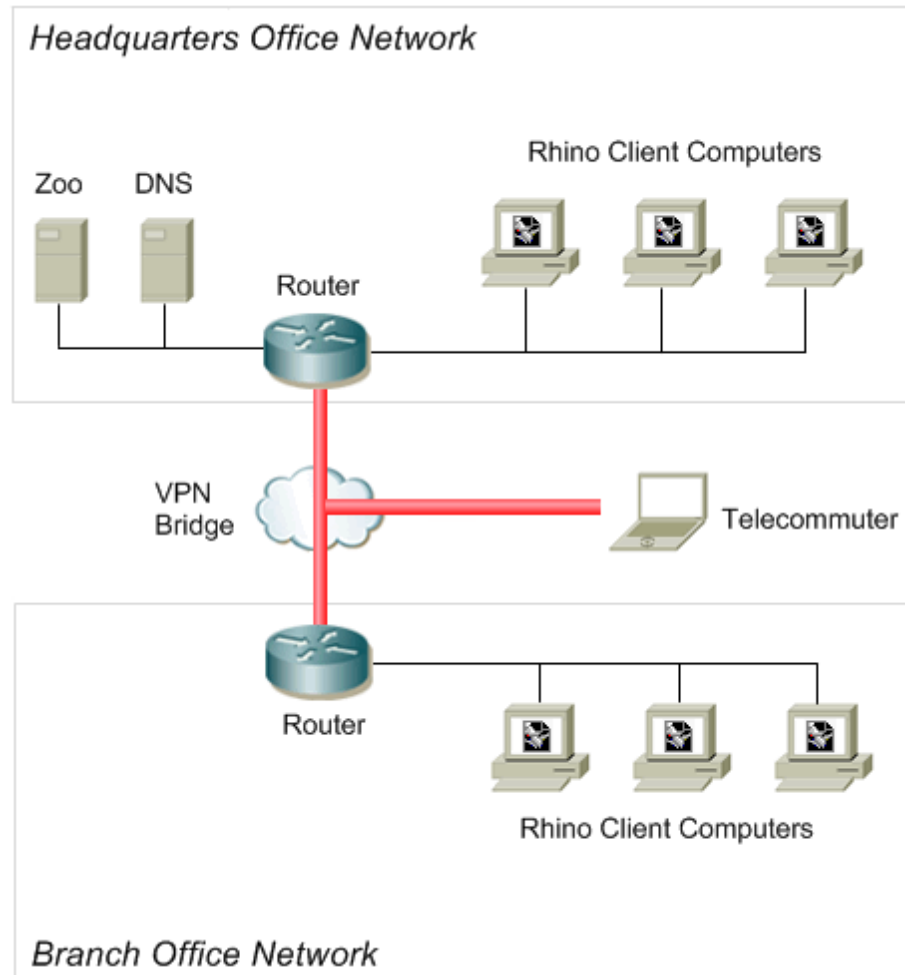 Headquarters Office Network
Rhino Client Computers
Zoo
DNS
Router
VPN
Bridge
Telecommuter
Router
Rhino Client Computers
Branch Office Network